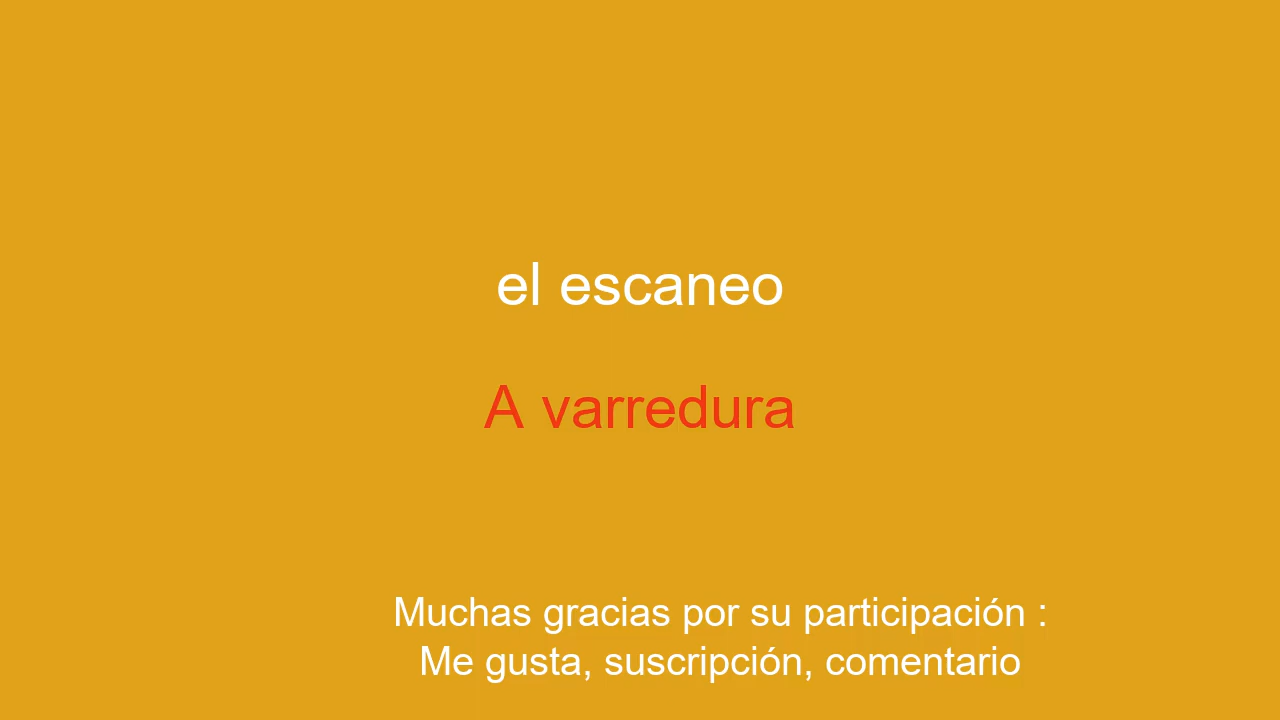 el escaneo
A varredura
Muchas gracias por su participación :
Me gusta, suscripción, comentario